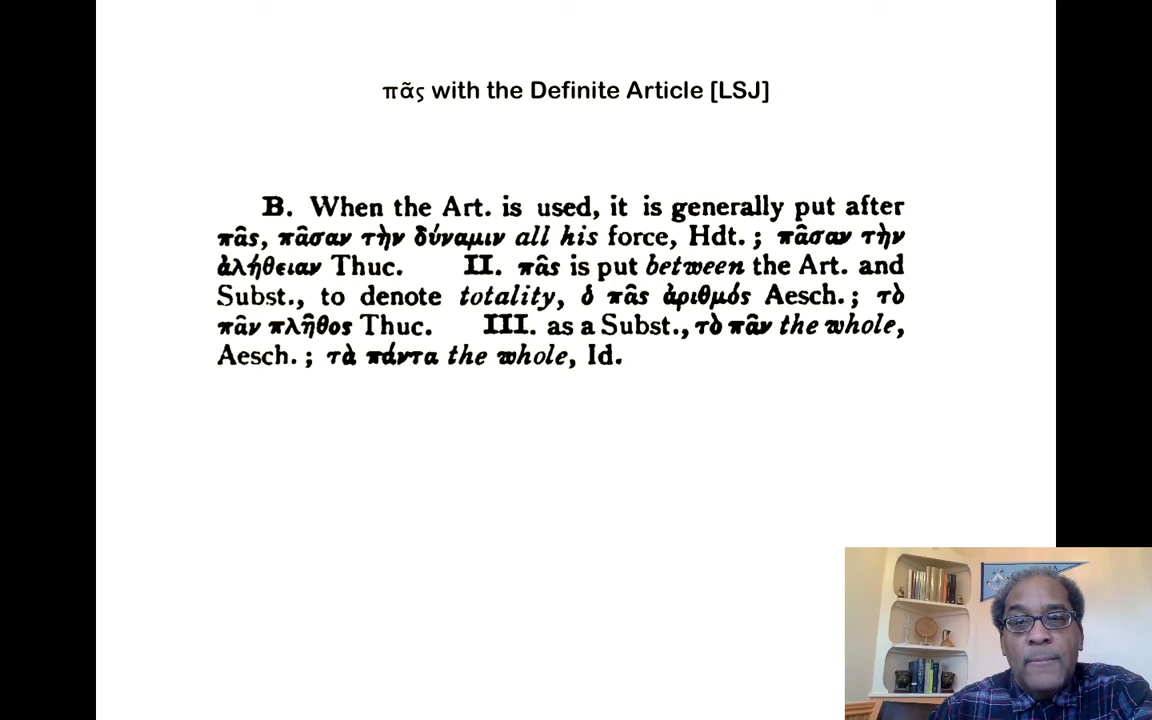 πᾶς with the Definite Article [LSJ]
B. When the Art. is used, it is generally put after
πᾶς, πᾶσαν τὴν δύναμιν all his force, Hdt. ; πᾶσαν τὴν
ἀλήθειαν Thuc. II. πᾶς is put between the Art. and
Subst., to denote totality, ὁ πᾶς ἀριθμός Aesch. ; τὸ
πᾶν πλῆθος Thuc. III. as a Subst., τὸ πᾶν the whole,
Aesch. ; τὰ πάντα the whole, Id.